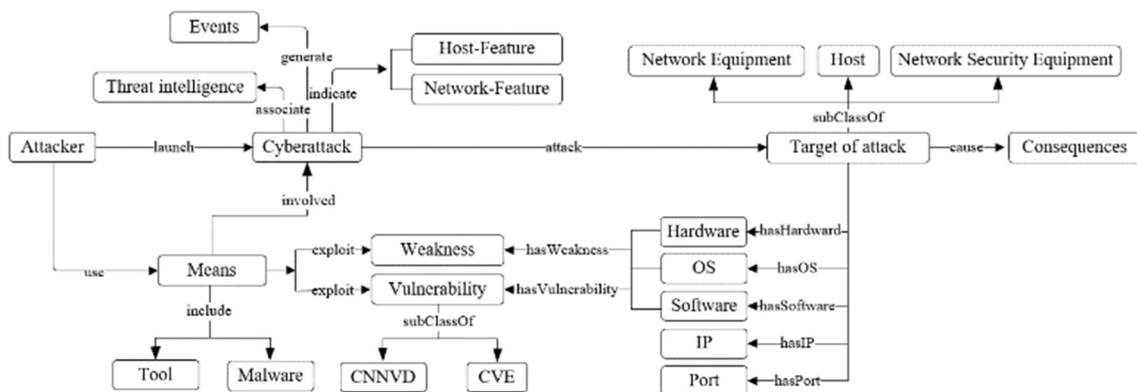 Events
generate
Host-Feature
Network-Feature
indicate
Threat intelligence
associate
Network Equipment
Host
Network Security Equipment
subClassOf
Attacker
launch
Cyberattack
attack
Target of attack
cause
Consequences
involved
use
Means
exploit
Weakness
hasWeakness
Hardware
hasHardward
OS
hasOS
exploit
Vulnerability
hasVulnerability
Software
hasSoftware
include
subClassOf
IP
hasIP
Tool
Malware
CNNVD
CVE
Port
hasPort